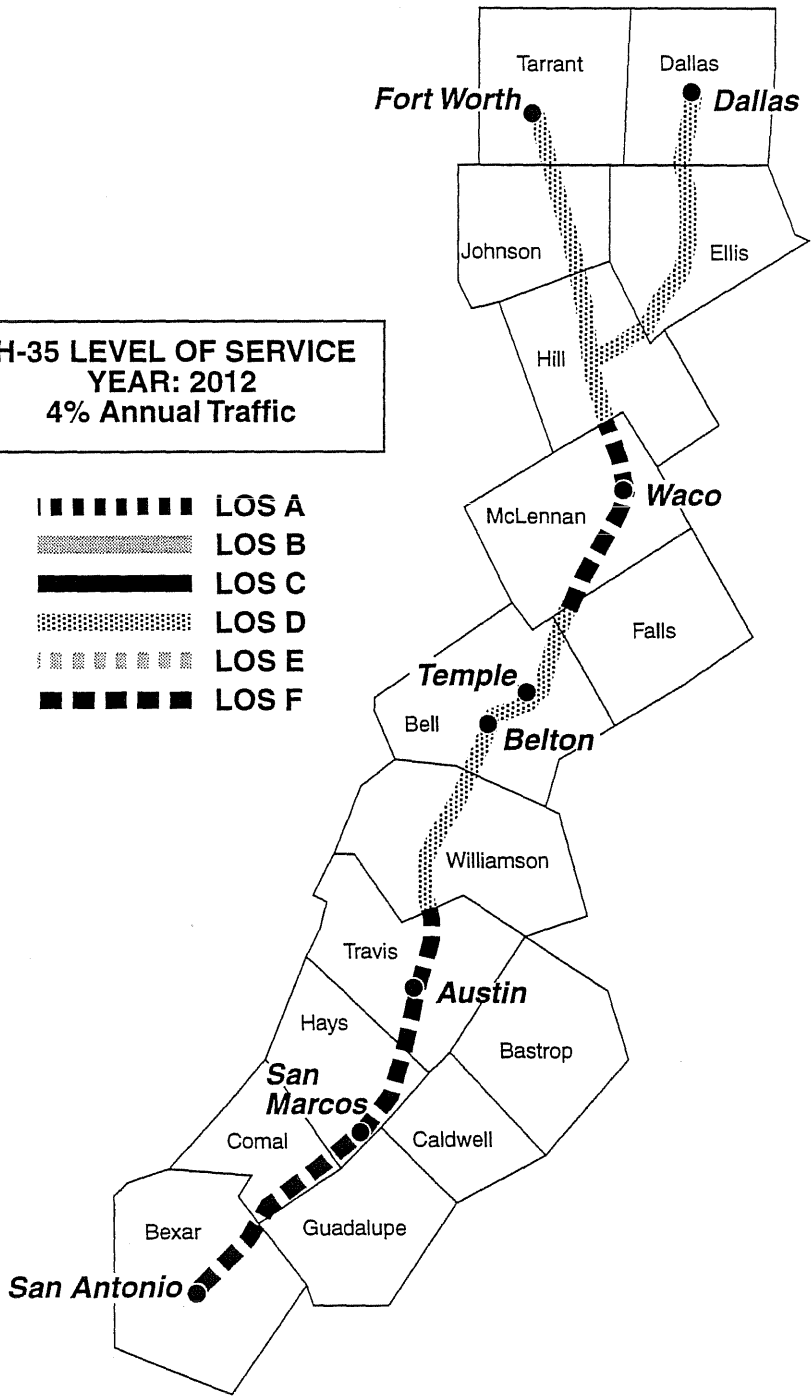 Tarrant
Dallas
Fort Worth
Dallas
Johnson
Ellis
H-35 LEVEL OF SERVICE
YEAR: 2012
4% Annual Traffic
Hill
LOS A
LOS B
LOS C
LOS D
LOS E
LOS F
Waco
McLennan
Falls
Temple
Bell
Belton
Williamson
Travis
Austin
Hays
Bastrop
San
Marcos
Comal
Caldwell
Bexar
Guadalupe
San Antonio